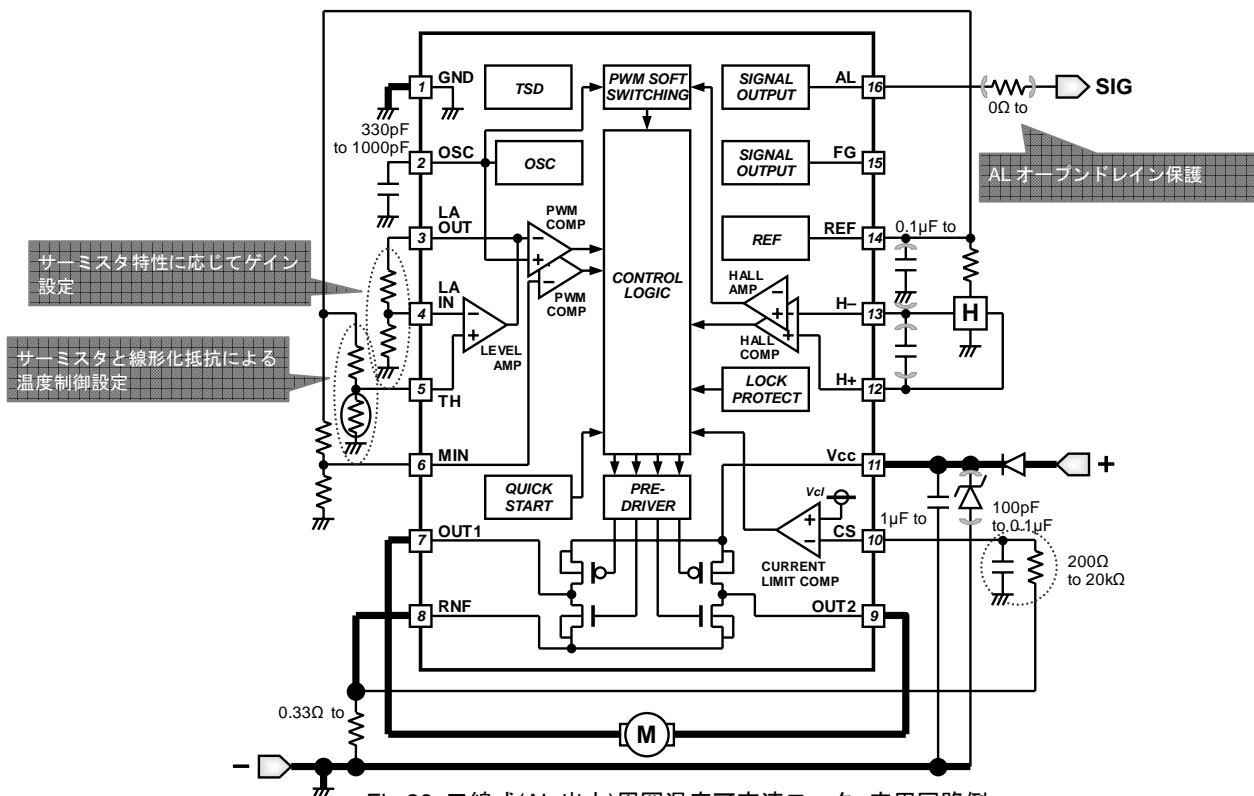 GND
1
330pF
to 1000pF
OSC
2
LA
OUT
3
サーミスタ特性に応じてゲイン
設定
LA
IN
4
サーミスタと線形化抵抗による
温度制御設定
5
TH
MIN
6
OUT1
7
RNF
8
0.33Ω to
−
TSD
OSC
PWM SOFT
SWITCHING
SIGNAL
OUTPUT
SIGNAL
OUTPUT
REF
PWM
COMP
PWM
COMP
LEVEL
AMP
CONTROL
LOGIC
HALL
AMP
HALL
COMP
LOCK
PROTECT
QUICK
START
PRE-
DRIVER
Vcl
CURRENT
LIMIT COMP
AL
16
0Ω to
SIG
AL オープンドレイン保護
FG
15
REF
14
0.1μF to
H−
13
H
H+
12
Vcc
11
+
1μF to
100pF
to 0.1μF
CS
10
200Ω
to 20kΩ
OUT2
9
M